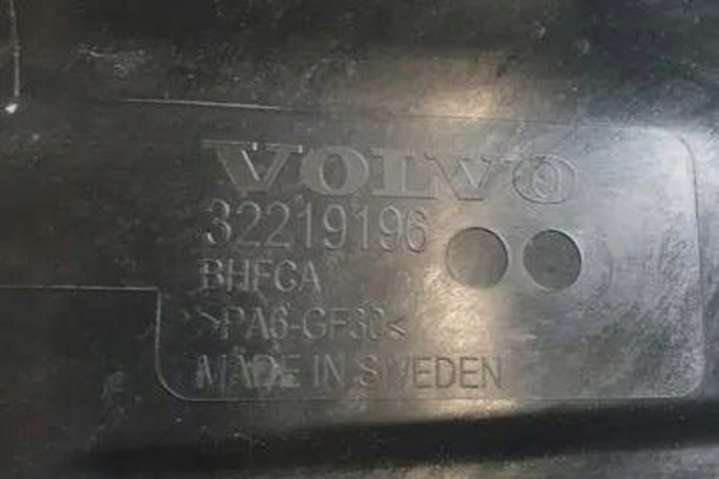 VOLVO
32219196
BHFCA
>PA6-GF30<
MADE IN SWEDEN